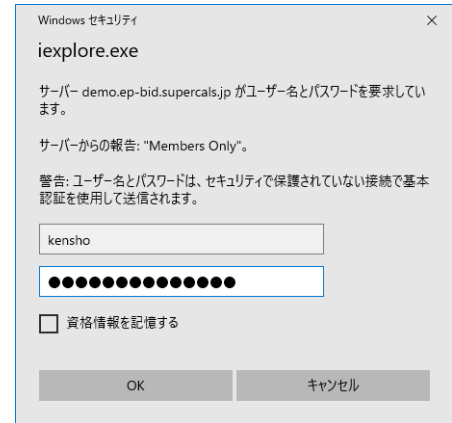 Windows セキュリティ
iexplore.exe
サーバー demo.ep-bid.supercals.jp がユーザー名とパスワードを要求してい
ます。
サーバーからの報告: "Members Only"。
警告: ユーザー名とパスワードは、セキュリティで保護されていない接続で基本
認証を使用して送信されます。
kensho
●●●●●●●●●●●●●●
資格情報を記憶する
OK キャンセル